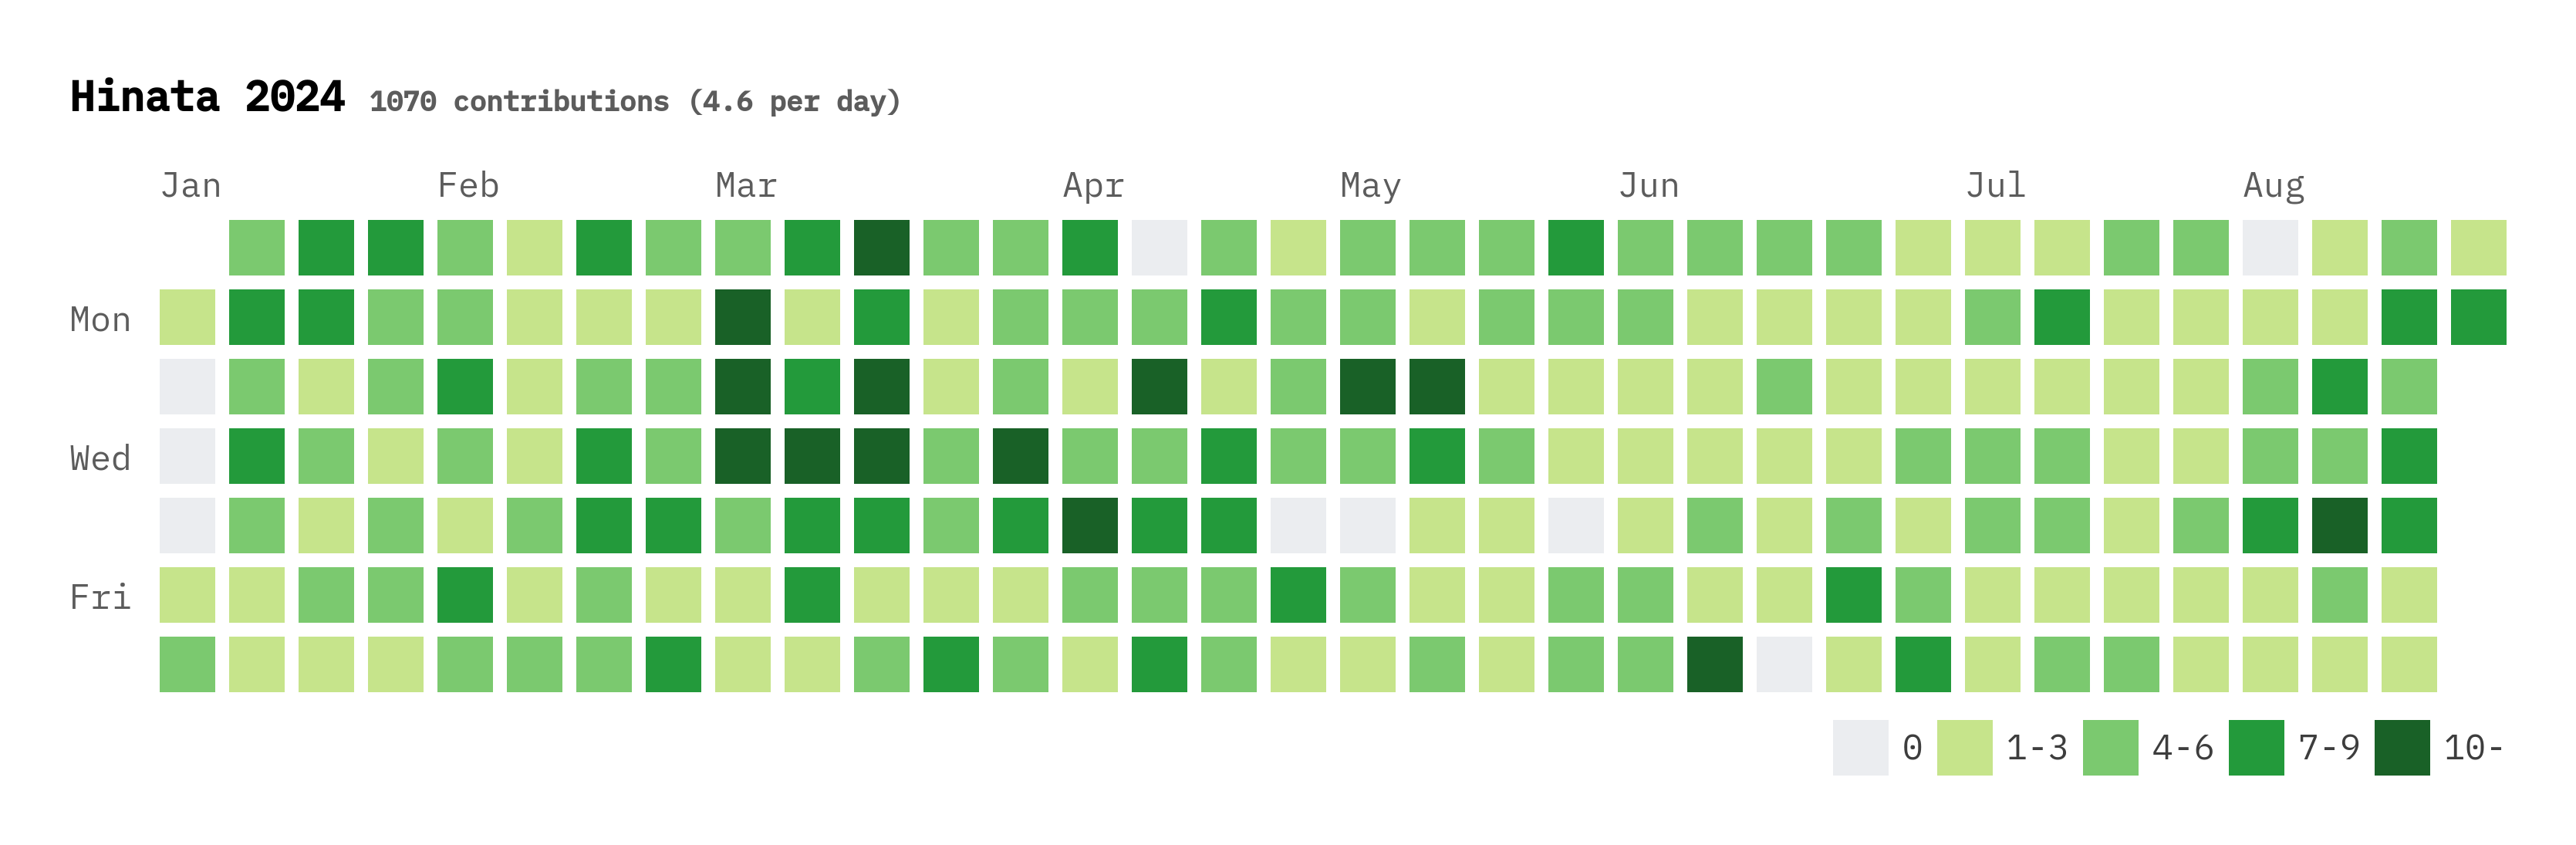 Hinata 2024 1070 contributions (4.6 per day)
Jan Feb Mar Apr May Jun Jul Aug
Mon
Wed
Fri
0 1-3 4-6 7-9 10-